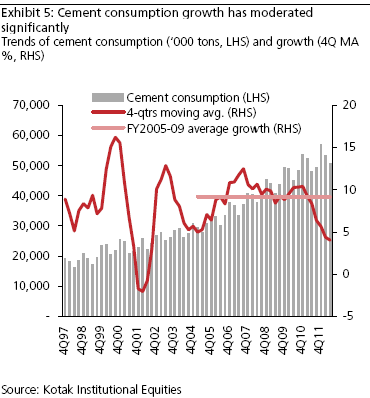 Exhibit 5: Cement consumption growth has moderated
significantly
Trends of cement consumption ('000 tons, LHS) and growth (4Q MA
%, RHS)
Cement consumption (LHS)
4-qtrs moving avg. (RHS)
FY2005-09 average growth (RHS)
70,000
60,000
50,000
40,000
30,000
20,000
10,000
-
20
15
10
5
0
-5
4Q97
4Q98
4Q99
4Q00
4Q01
4Q02
4Q03
4Q04
4Q05
4Q06
4Q07
4Q08
4Q09
4Q10
4Q11
Source: Kotak Institutional Equities